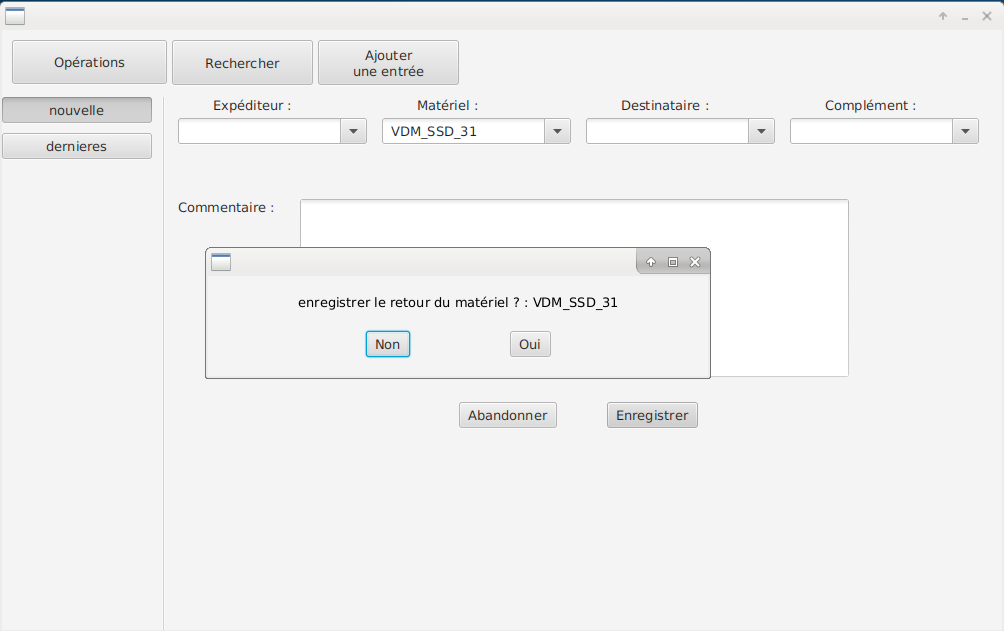 Opérations
Rechercher
Ajouter
une entrée
nouvelle
dernieres
Expéditeur :
Matériel :
Destinataire :
Complément :
VDM_SSD_31
Commentaire :
enregistrer le retour du matériel ? : VDM_SSD_31
Non
Oui
Abandonner
Enregistrer